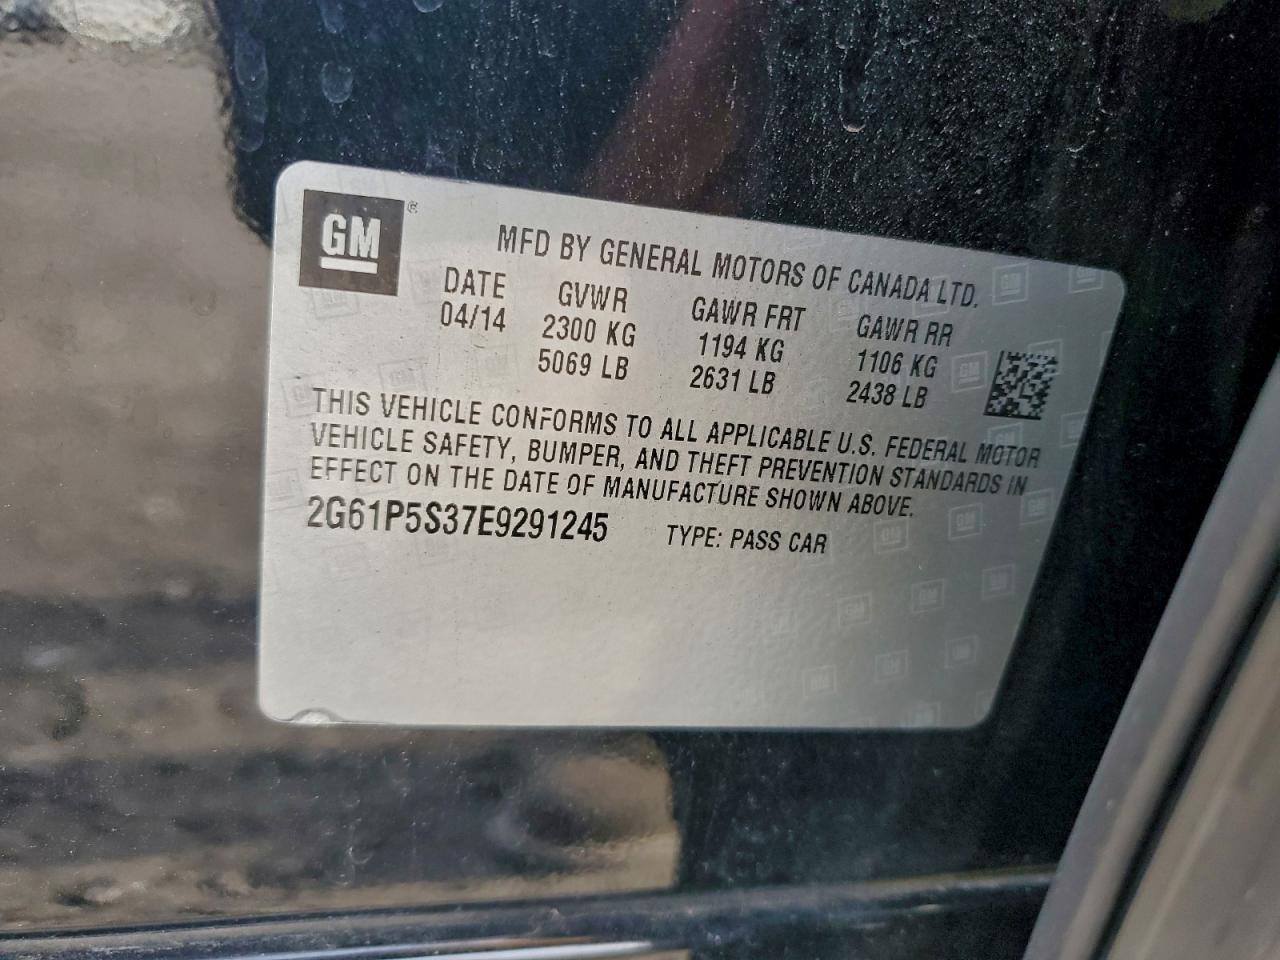 GM ®
MFD BY GENERAL MOTORS OF CANADA LTD.
DATE GVWR GAWR FRT GAWR RR
04/14 2300 KG 1194 KG 1106 KG
5069 LB 2631 LB 2438 LB
THIS VEHICLE CONFORMS TO ALL APPLICABLE U.S. FEDERAL MOTOR
VEHICLE SAFETY, BUMPER, AND THEFT PREVENTION STANDARDS IN
EFFECT ON THE DATE OF MANUFACTURE SHOWN ABOVE.
2G61P5S37E9291245 TYPE: PASS CAR